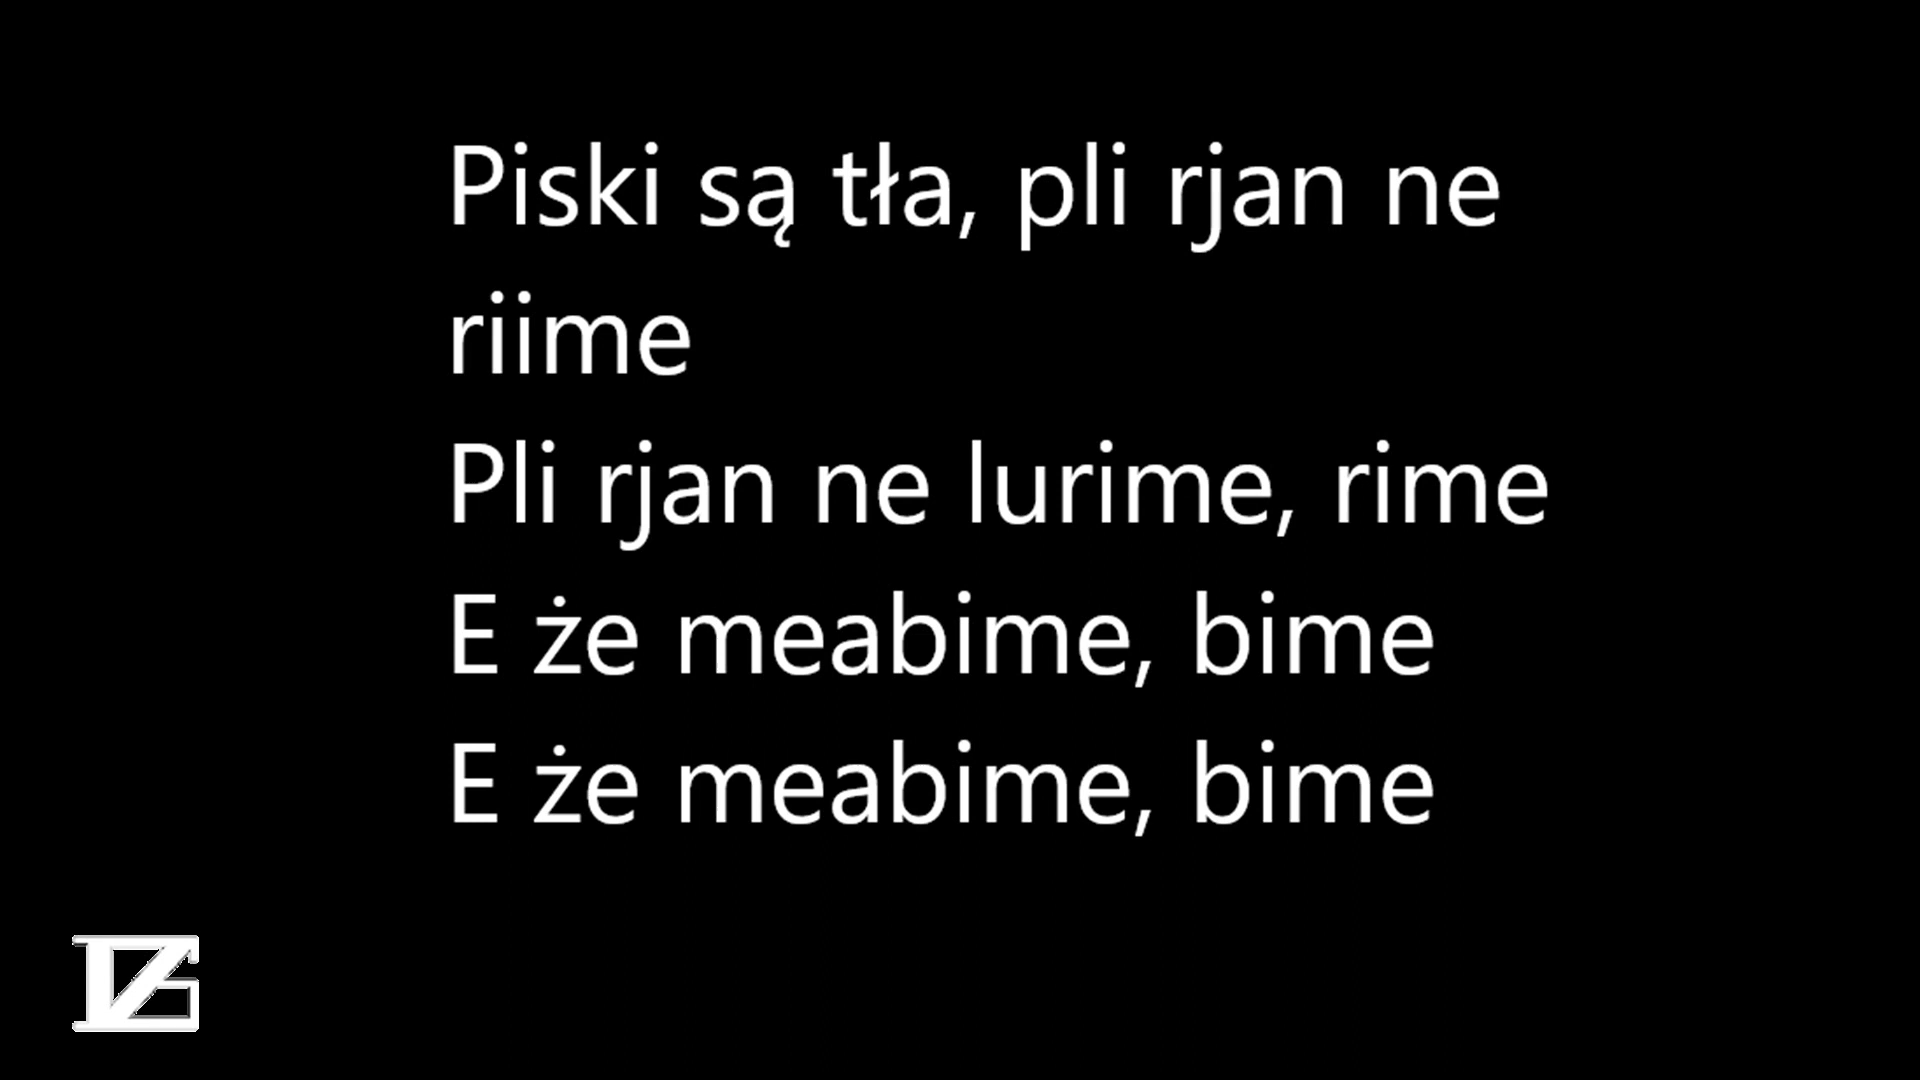 Piski są tła, pli rjan ne
riime
Pli rjan ne lurime, rime
E że meabime, bime
E że meabime, bime